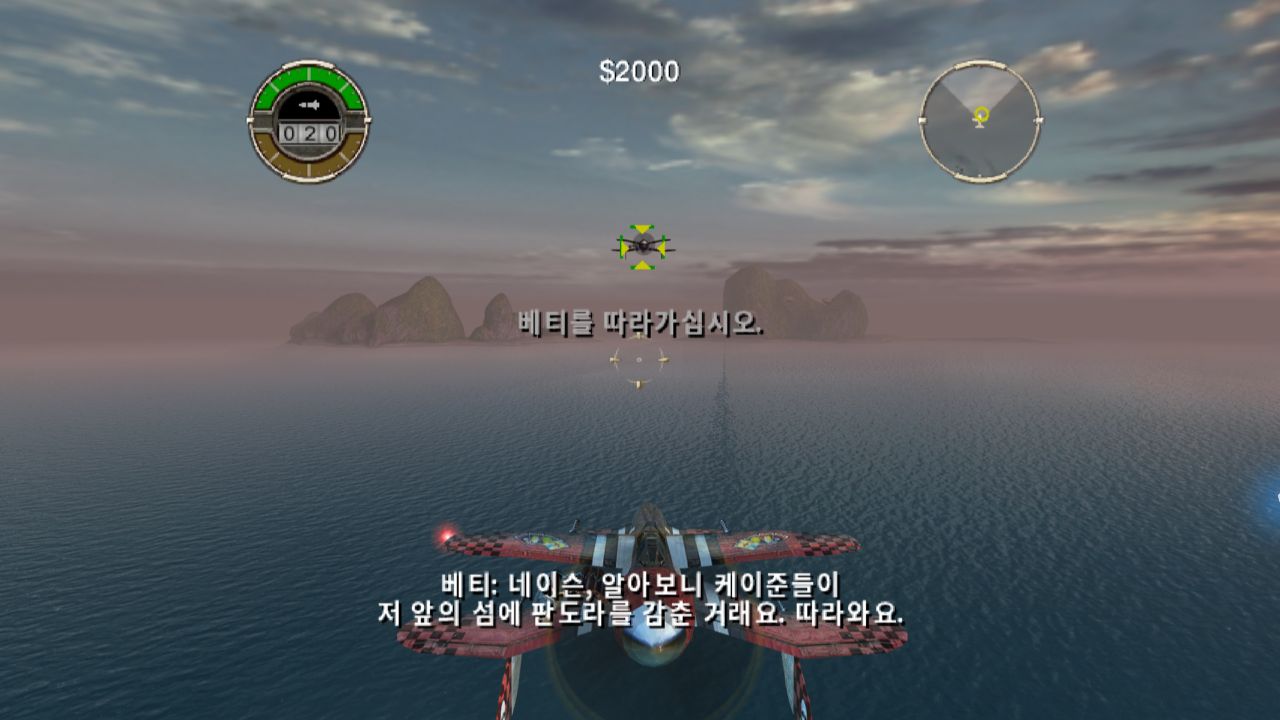 $2000
020
베티를 따라가십시오.
베티: 네이슨, 알아보니 케이준들이
저 앞의 섬에 판도라를 감춘 거래요. 따라와요.